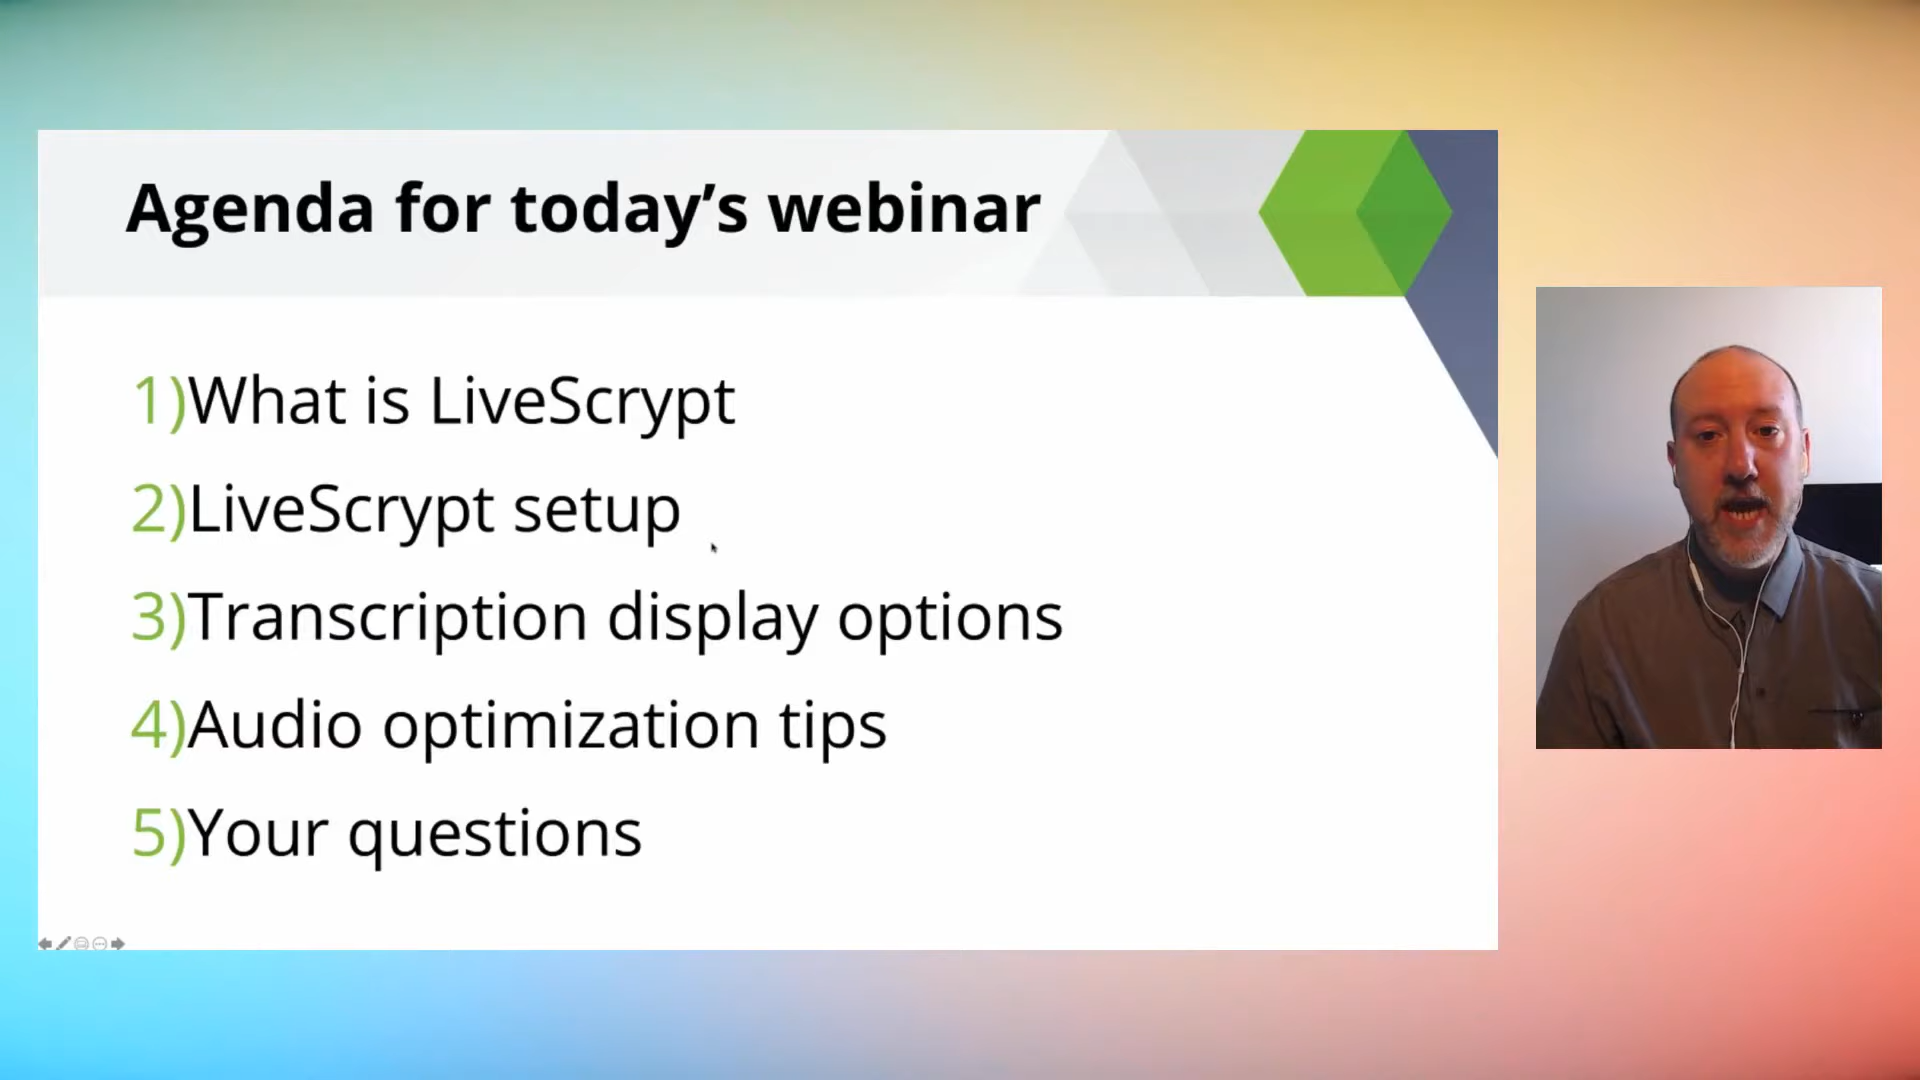 Agenda for today’s webinar
1)What is LiveScrypt
2)LiveScrypt setup
3)Transcription display options
4)Audio optimization tips
5)Your questions